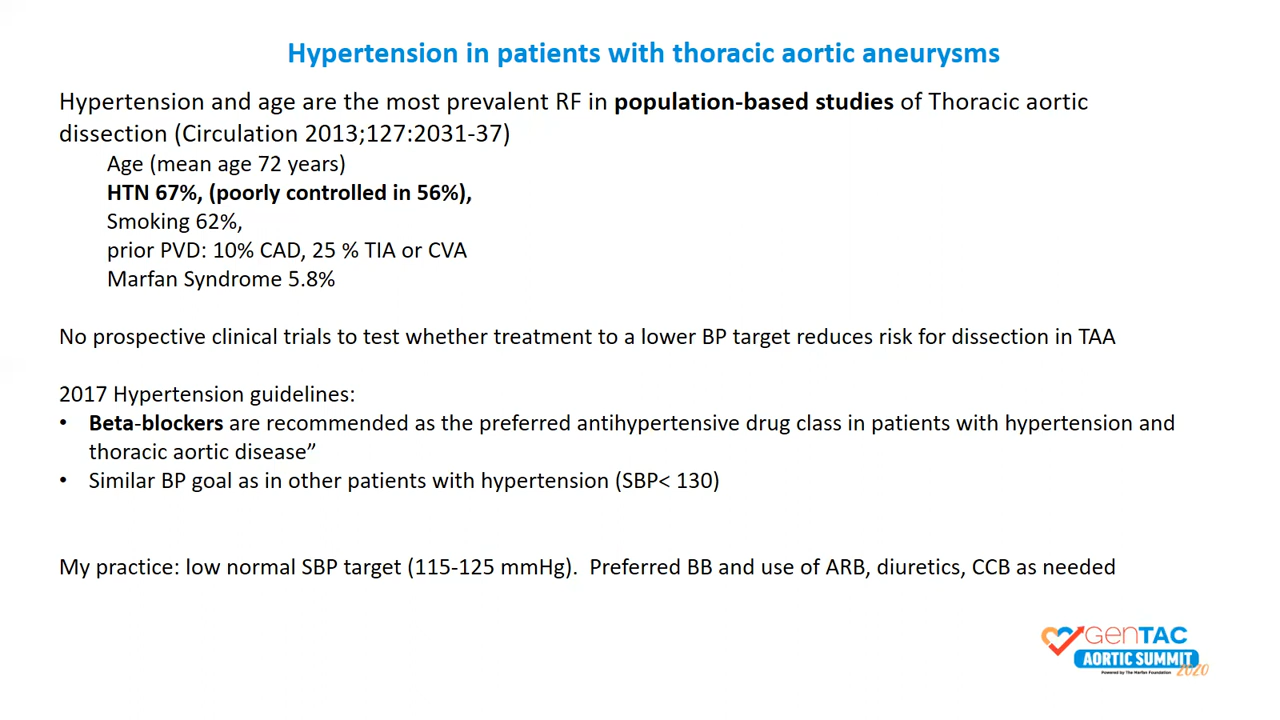 Hypertension in patients with thoracic aortic aneurysms
Hypertension and age are the most prevalent RF in population-based studies of Thoracic aortic
dissection (Circulation 2013;127:2031-37)
Age (mean age 72 years)
HTN 67%, (poorly controlled in 56%),
Smoking 62%,
prior PVD: 10% CAD, 25 % TIA or CVA
Marfan Syndrome 5.8%
No prospective clinical trials to test whether treatment to a lower BP target reduces risk for dissection in TAA
2017 Hypertension guidelines:
• Beta-blockers are recommended as the preferred antihypertensive drug class in patients with hypertension and
thoracic aortic disease”
• Similar BP goal as in other patients with hypertension (SBP< 130)
My practice: low normal SBP target (115-125 mmHg).  Preferred BB and use of ARB, diuretics, CCB as needed
GenTAC
AORTIC SUMMIT
2020
Powered by The Marfan Foundation